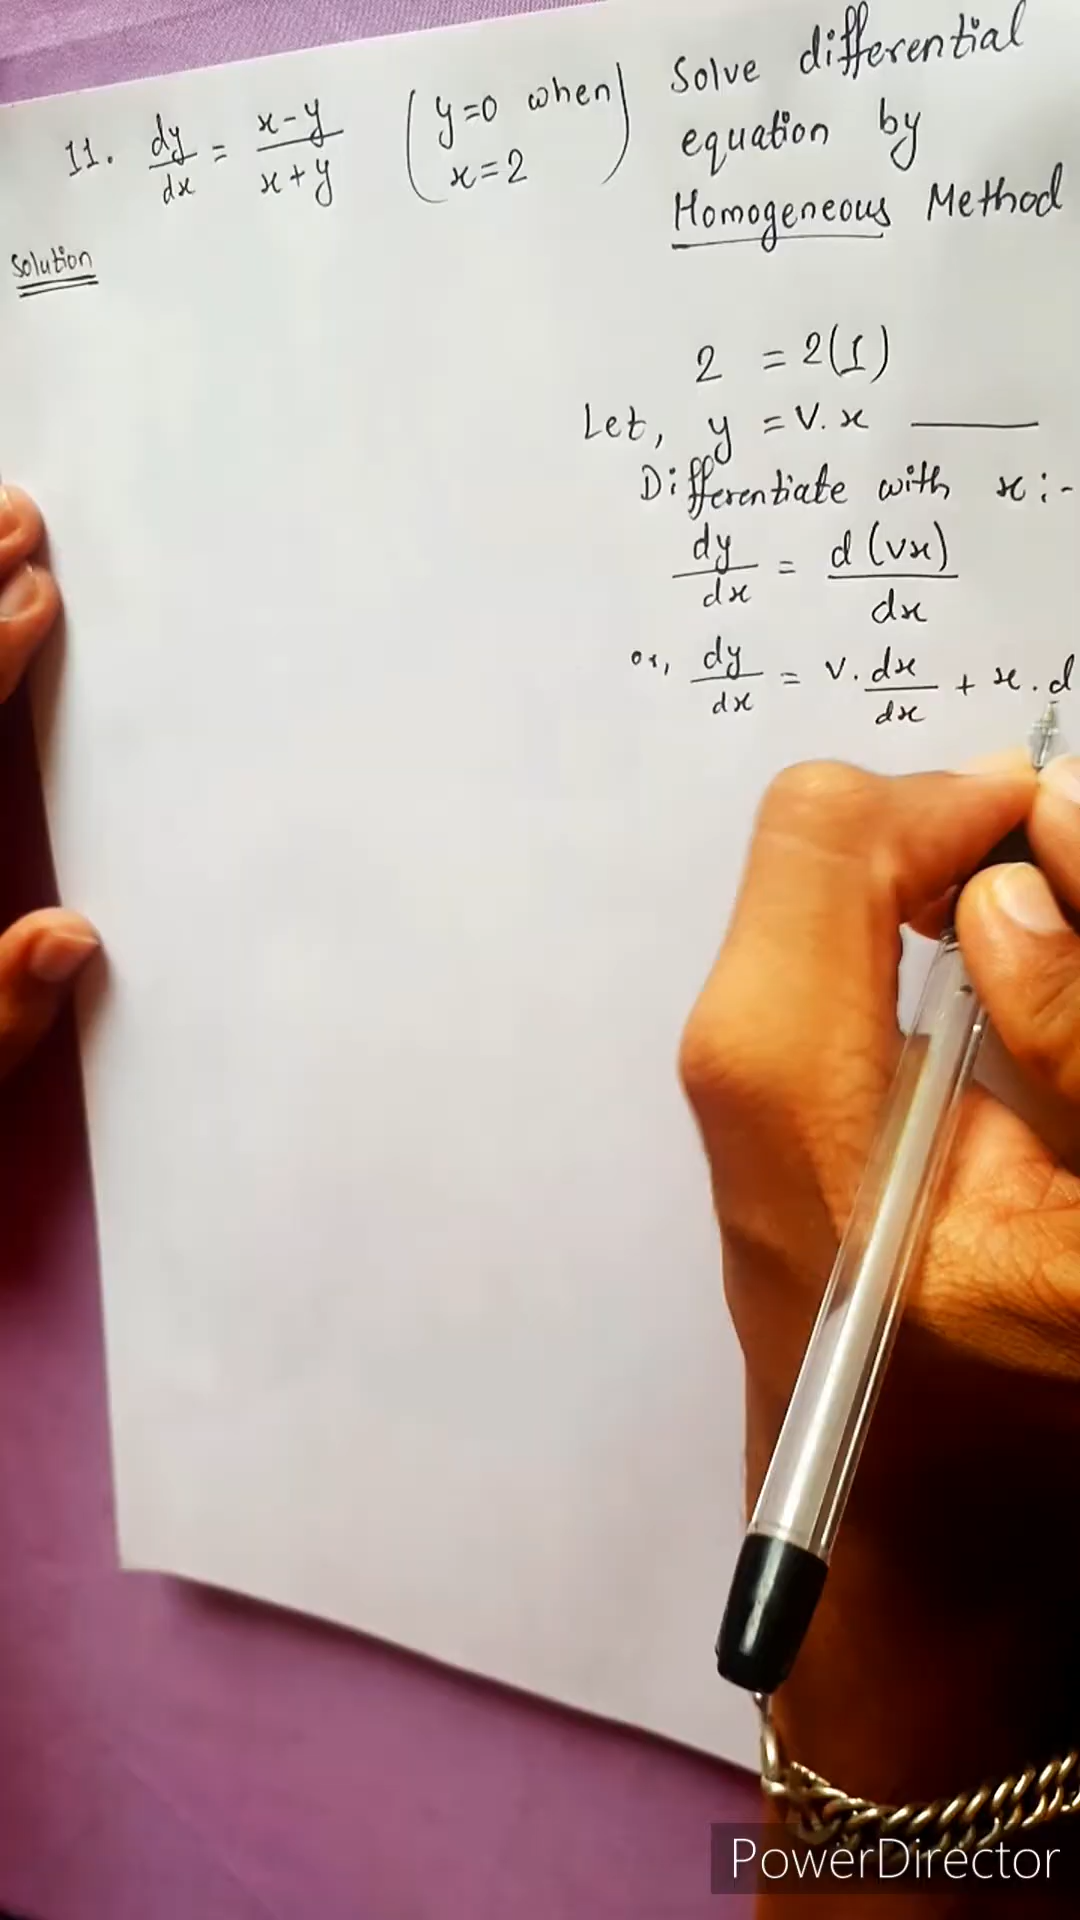 11. dy/dx = x-y/x+y (y=0 when x=2)
Solve differential
equation by
Homogeneous Method
Solution
2 = 2(1)
Let, y = v.x
Differentiate with x:-
dy/dx = d(vx)/dx
or, dy/dx = v.dx/dx + x.d
PowerDirector